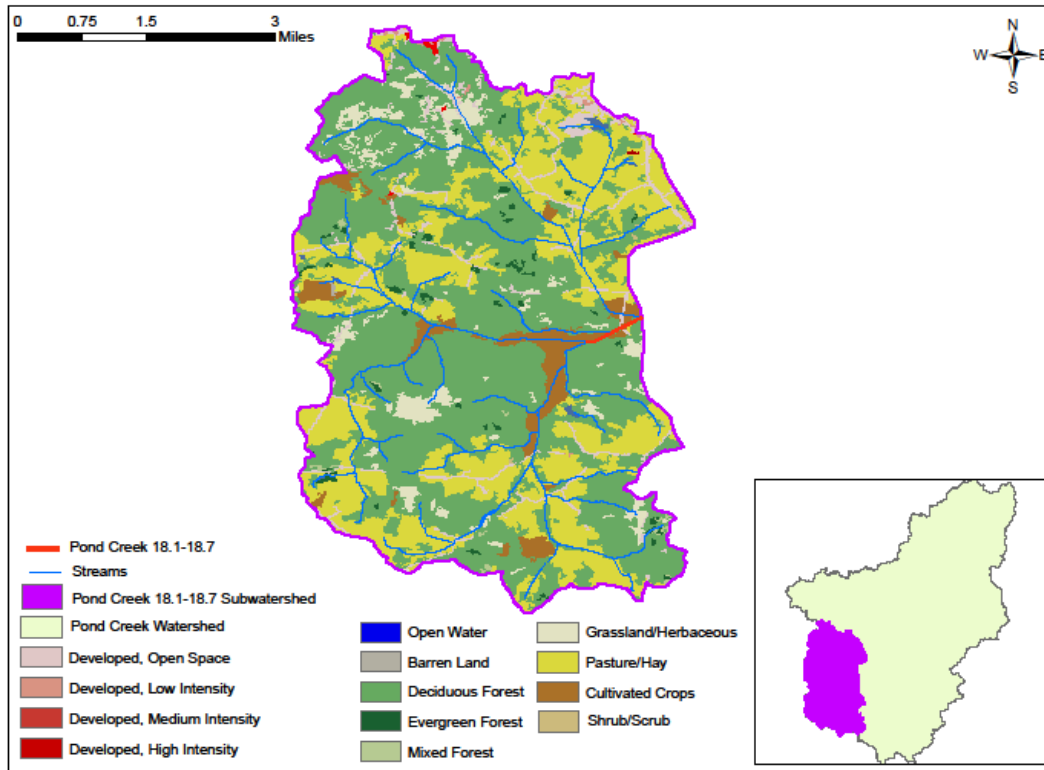 0 0.75 1.5 3
Miles
N
W E
S
Pond Creek 18.1-18.7
Streams
Pond Creek 18.1-18.7 Subwatershed
Pond Creek Watershed
Developed, Open Space
Developed, Low Intensity
Developed, Medium Intensity
Developed, High Intensity
Open Water
Barren Land
Deciduous Forest
Evergreen Forest
Mixed Forest
Grassland/Herbaceous
Pasture/Hay
Cultivated Crops
Shrub/Scrub